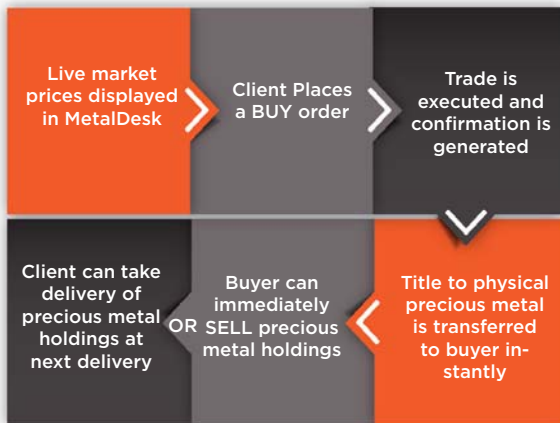 Live market
prices displayed
in MetalDesk
Client Places
a BUY order
Trade is
executed and
confirmation is
generated
Title to physical
precious metal
is transferred
to buyer in-
stantly
Buyer can
immediately
SELL precious
metal holdings
OR
Client can take
delivery of
precious metal
holdings at
next delivery